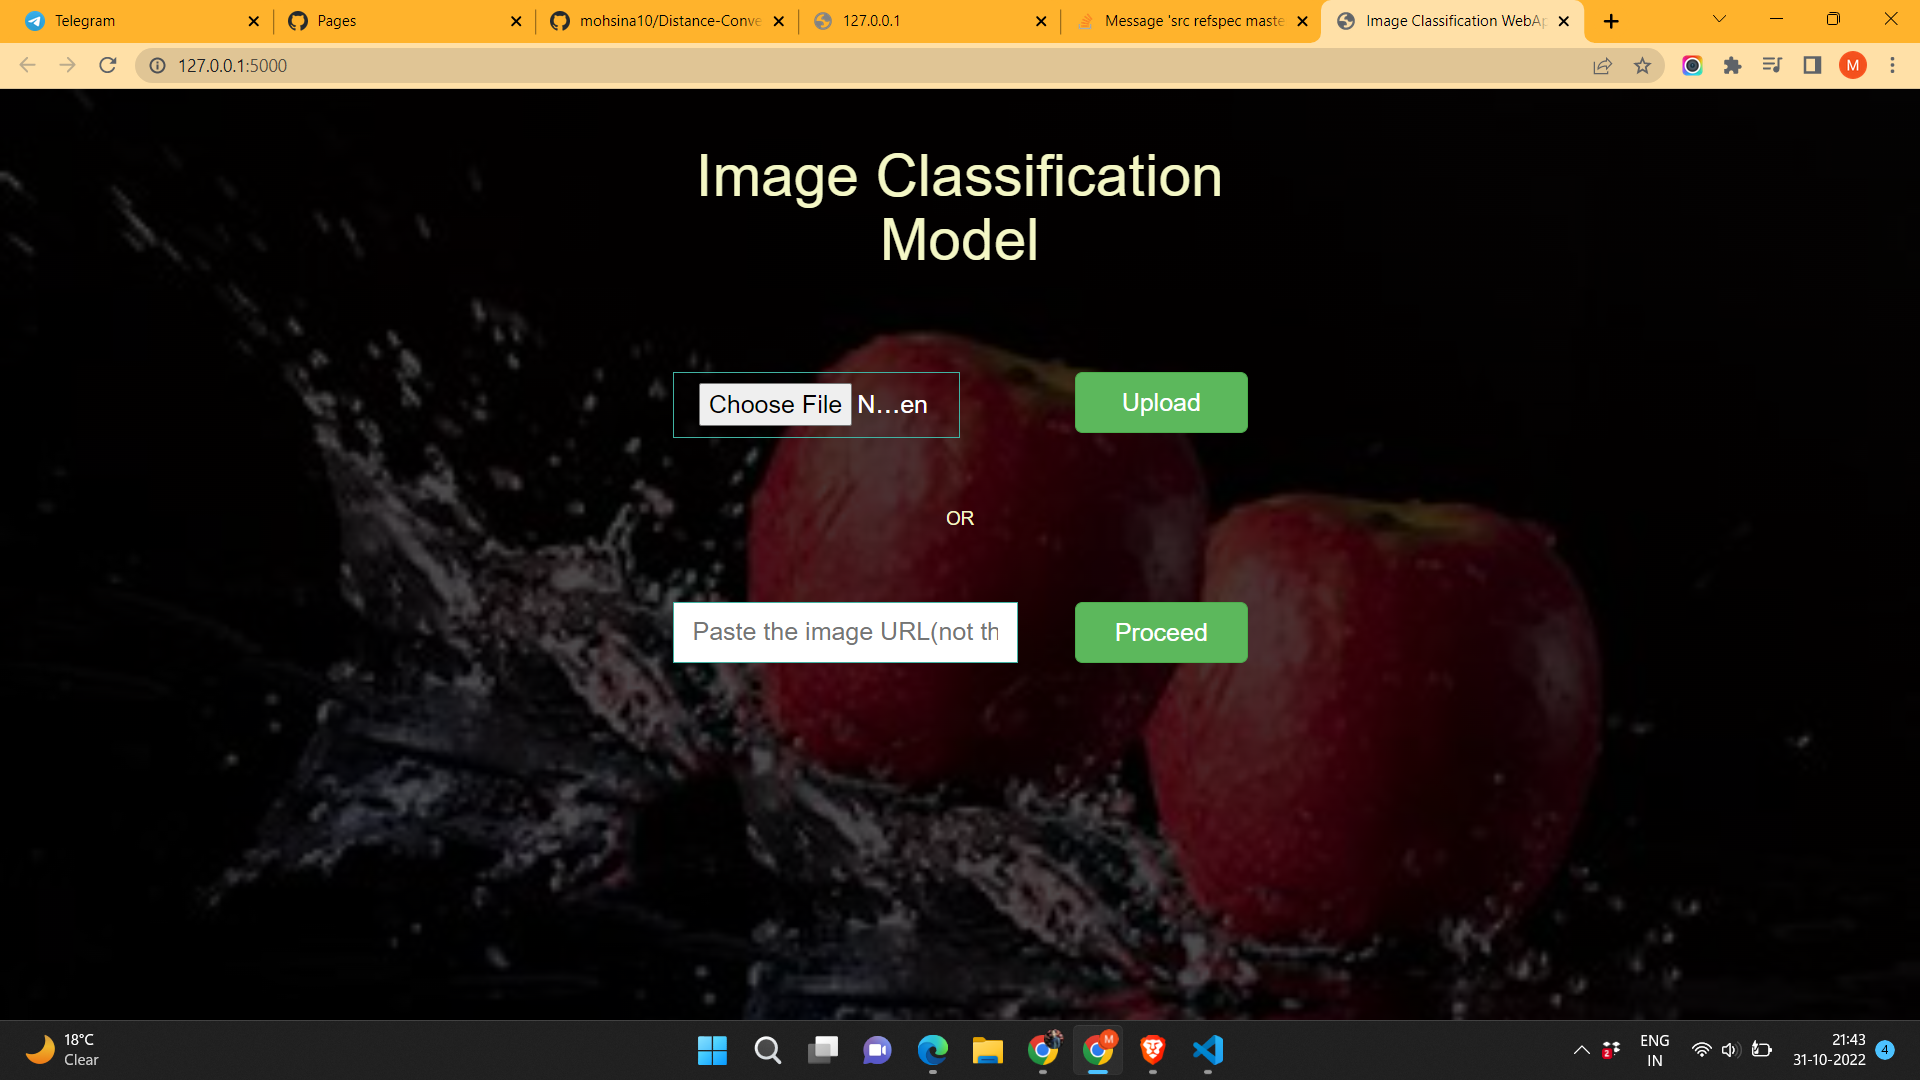 Telegram
Pages
mohsina10/Distance-Conve
127.0.0.1
Message 'src refspec maste
Image Classification WebAp
127.0.0.1:5000
M
Image Classification
Model
Choose File N...en
Upload
OR
Paste the image URL(not th
Proceed
18°C
Clear
M
2
ENG
IN
21:43
31-10-2022
4